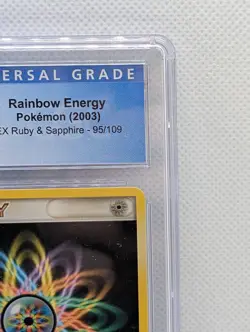 ERSAL GRADE
Rainbow Energy
Pokémon (2003)
EX Ruby & Sapphire - 95/109
Y